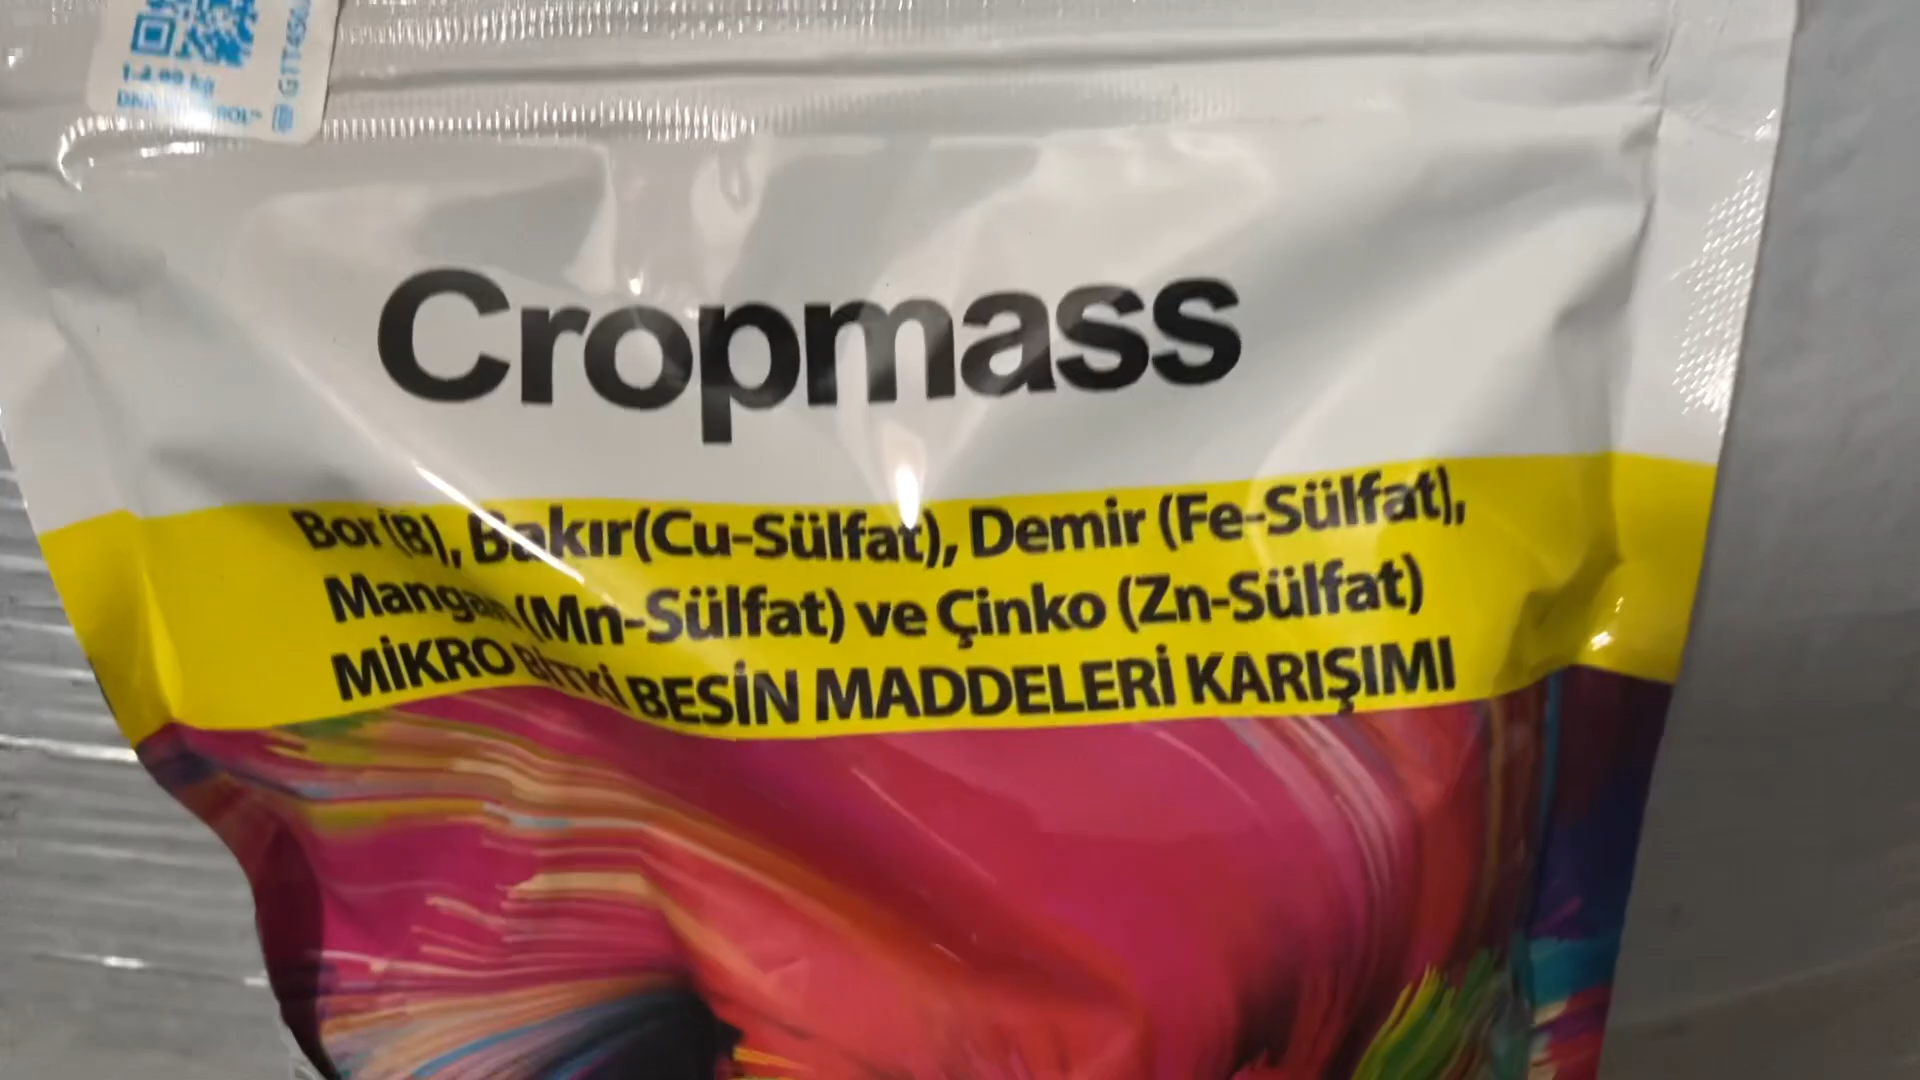 Cropmass
Bor(B), Bakır(Cu-Sülfat), Demir (Fe-Sülfat),
Mangan(Mn-Sülfat) ve Çinko (Zn-Sülfat)
MİKRO BİTKİ BESİN MADDELERİ KARIŞIMI